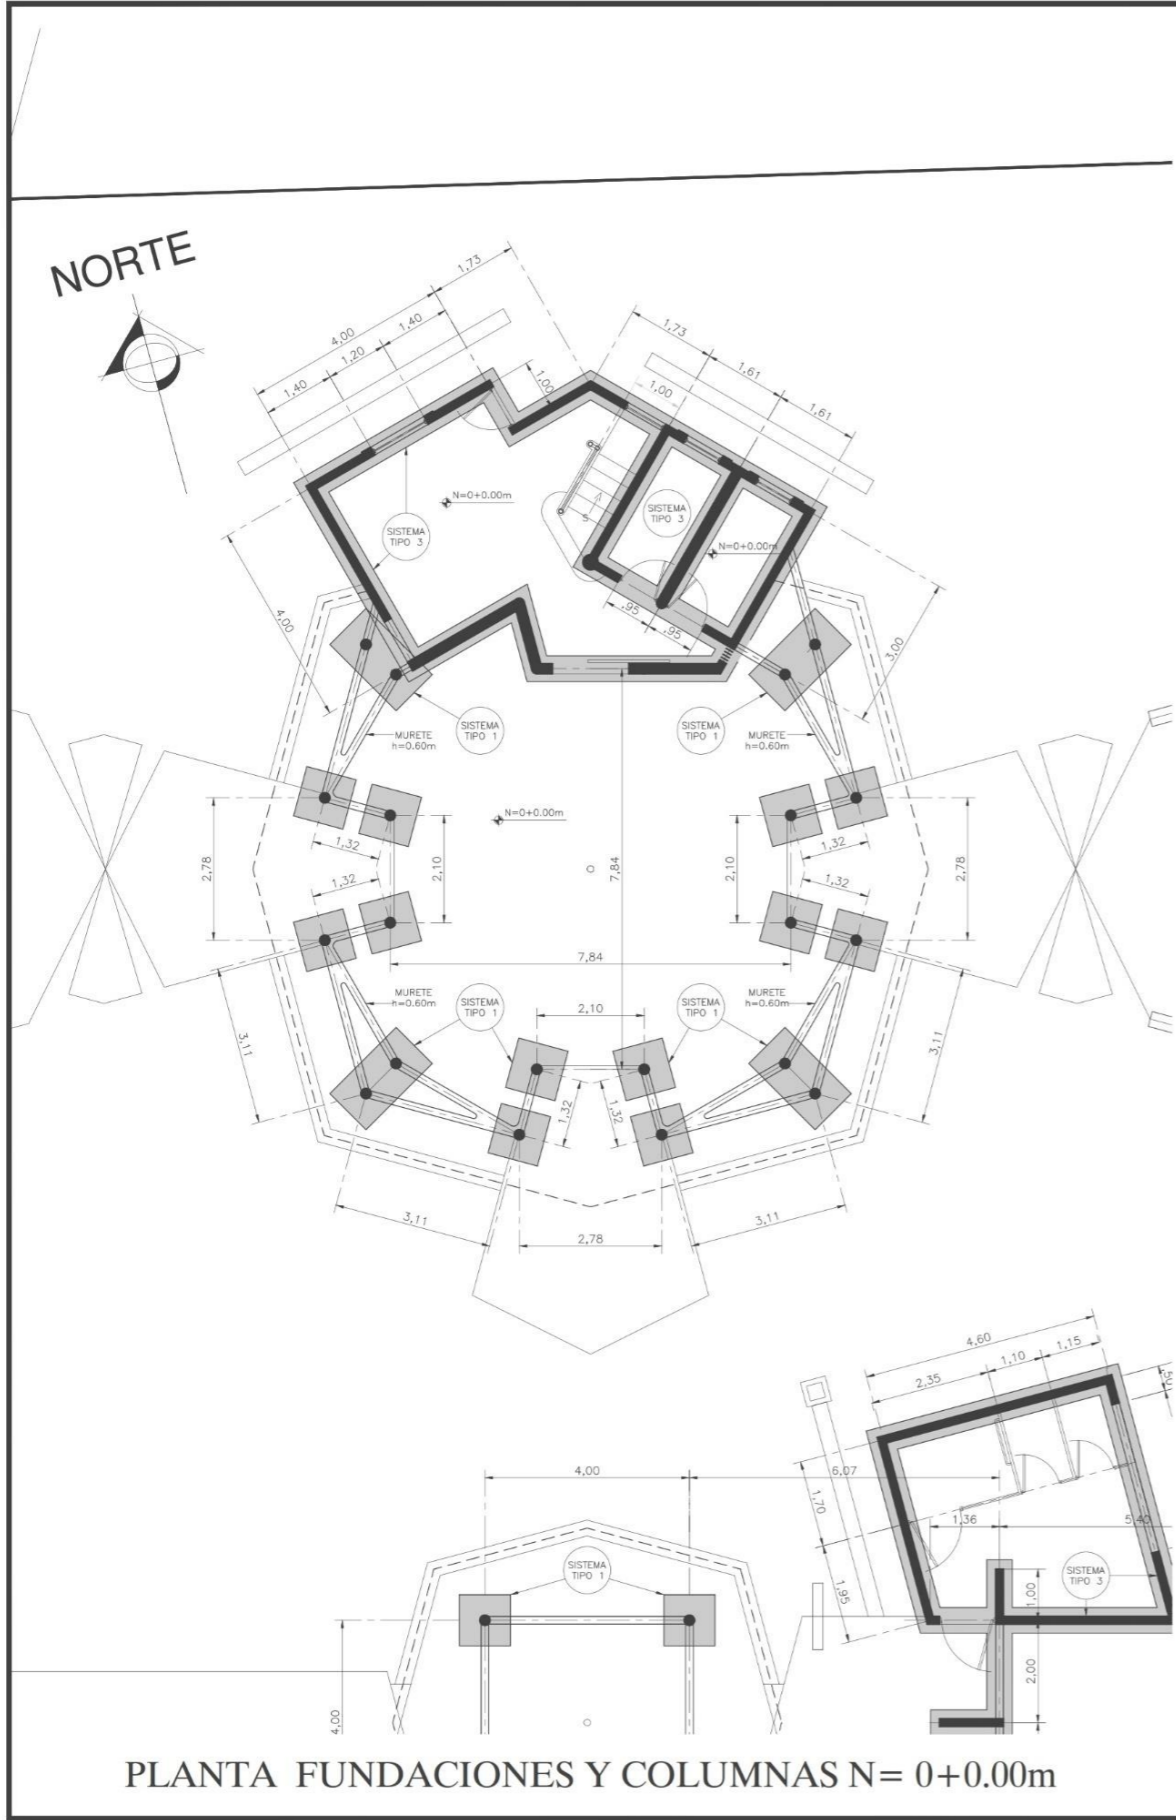 NORTE
1,73
4,00
1,40
1,20
1,40
1,00
1,73
1,61
1,00
1,61
N=0+0.00m
SISTEMA
TIPO 3
SISTEMA
TIPO 3
S
N=0+0.00m
4,00
,95
,95
3,00
SISTEMA
TIPO 1
MURETE
h=0.60m
SISTEMA
TIPO 1
MURETE
h=0.60m
N=0+0.00m
2,78
1,32
1,32
2,10
7,84
2,10
1,32
1,32
2,78
7,84
MURETE
h=0.60m
SISTEMA
TIPO 1
SISTEMA
TIPO 1
MURETE
h=0.60m
2,10
3,11
3,11
1,32
1,32
3,11
2,78
3,11
4,60
2,35
1,10
1,15
,50
4,00
6,07
1,70
1,36
5,40
SISTEMA
TIPO 1
SISTEMA
TIPO 3
1,95
1,00
2,00
4,00
PLANTA FUNDACIONES Y COLUMNAS N= 0+0.00m